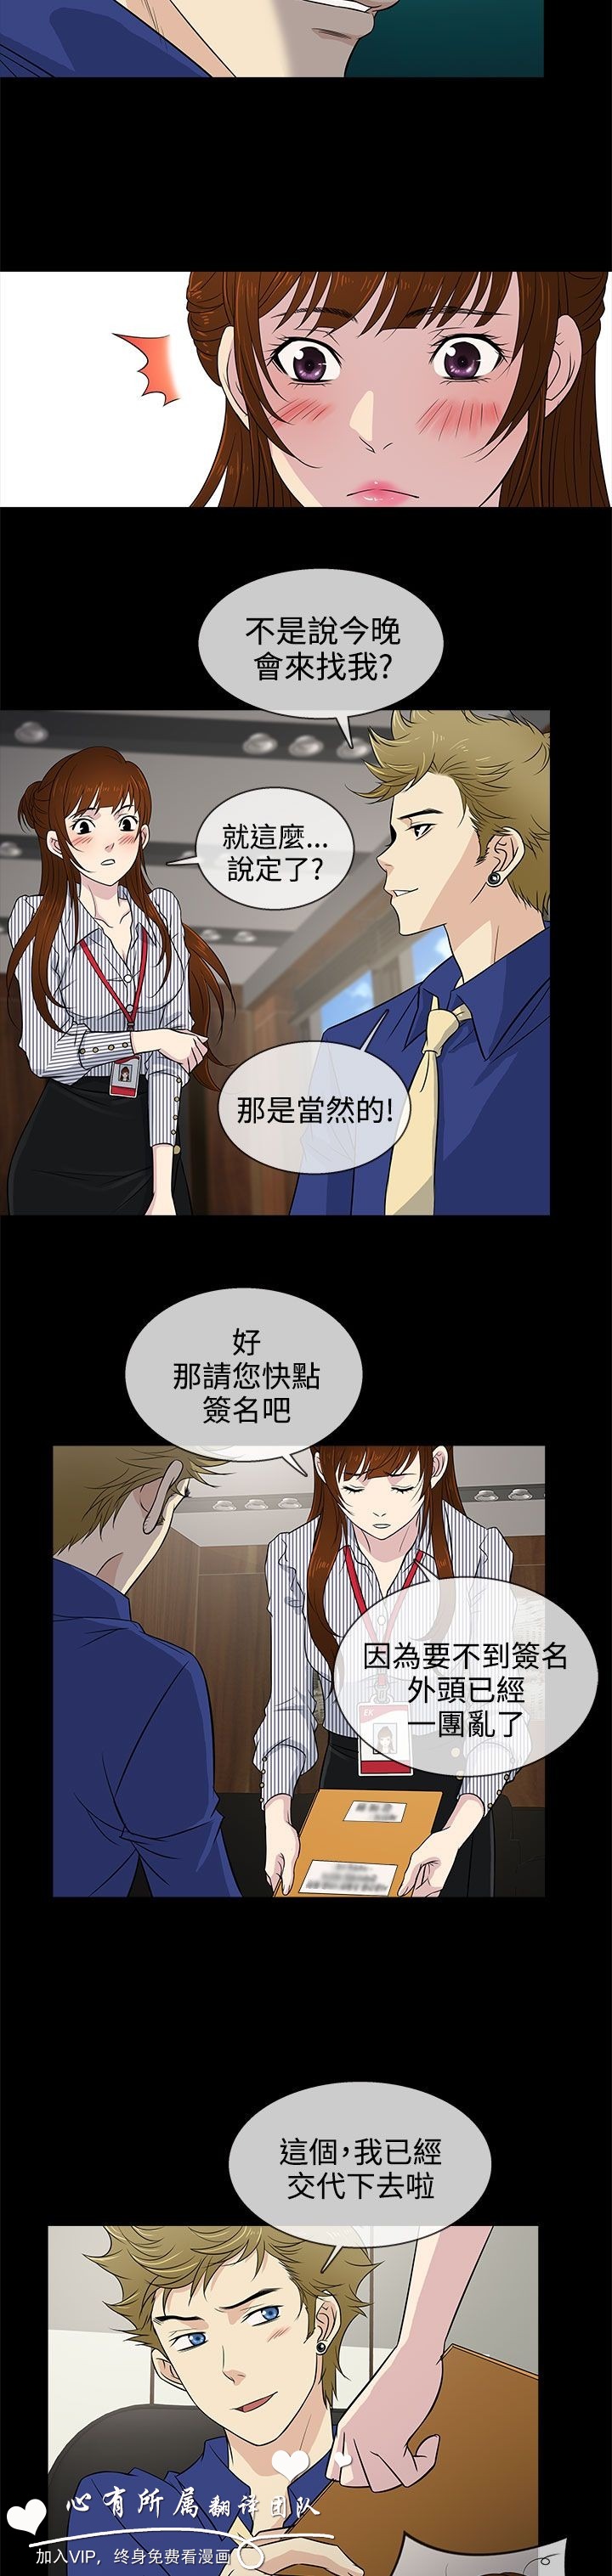 不是說今晚
會來找我?
就這麼...
說定了?
那是當然的!
好
那請您快點
簽名吧
因為要不到簽名
外頭已經
一團亂了
EK
這個,我已經
交代下去啦
心有所属翻译团队
加入VIP，终身免费看漫画